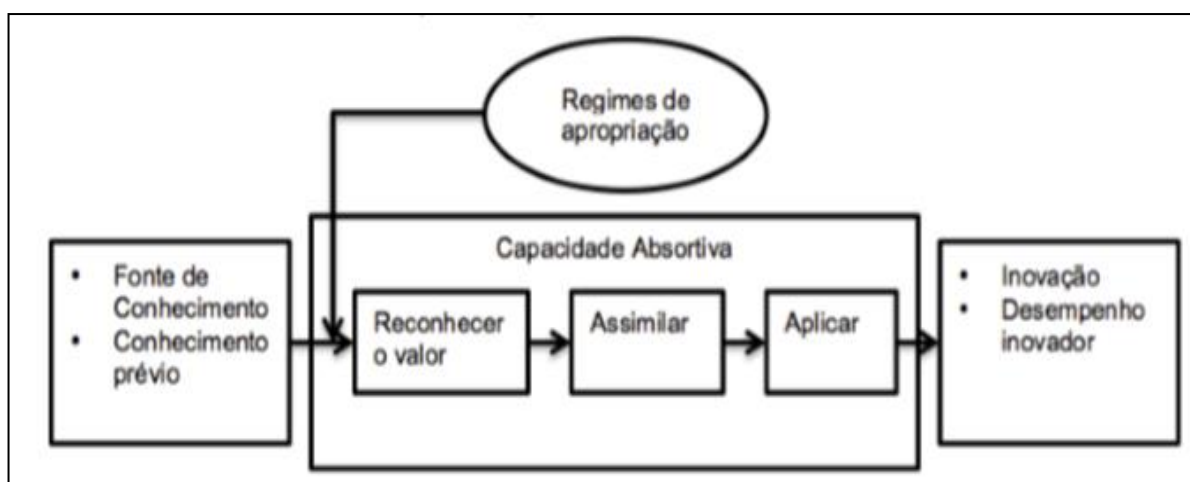 Regimes de
apropriação
Capacidade Absortiva
• Fonte de
Conhecimento
• Conhecimento
prévio
Reconhecer
o valor
Assimilar
Aplicar
• Inovação
• Desempenho
inovador